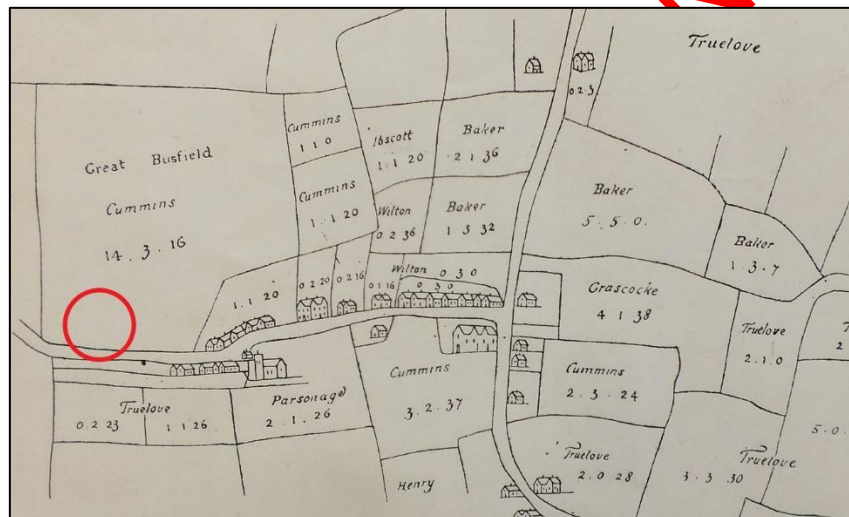 Truelove
0 2 3
Great Busfield
Cummins
14. 3. 16
Cummins
1 1 0
Cummins
1. 1. 20
Ibscott
1. 1 20
Baker
2 1. 36
Wilton
0 2 36
Baker
1 3 32
Baker
5. 5. 0.
Baker
1. 3. 7
1. 1 20
0 2 20
0 2 16
0 1 16
Wilton 0 3 0
0 3 0
Grascocke
4 1 38
Truelove
2. 1. 0
2
Cummins
3. 2. 37
Cummins
2. 3. 24
Truelove
0. 2 23
1 1 26
Parsonage
2. 1. 26
Henry
Truelove
2. 0 28
Truelove
3. 3 30
5. 0.